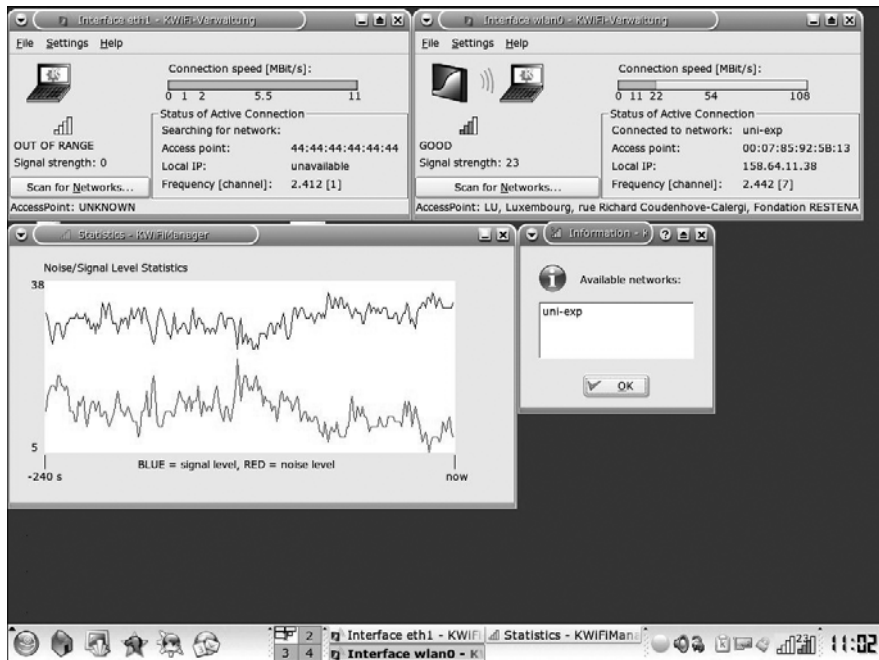 Interface eth1 - KWiFi-Verwaltung
File Settings Help
Connection speed [MBit/s]:
0 1 2 5.5 11
Status of Active Connection
Searching for network:
Access point: 44:44:44:44:44:44
Local IP: unavailable
Frequency [channel]: 2.412 [1]
OUT OF RANGE
Signal strength: 0
Scan for Networks...
AccessPoint: UNKNOWN
Interface wlan0 - KWiFi-Verwaltung
File Settings Help
Connection speed [MBit/s]:
0 11 22 54 108
Status of Active Connection
Connected to network: uni-exp
Access point: 00:07:85:92:5B:13
Local IP: 158.64.11.38
Frequency [channel]: 2.442 [7]
GOOD
Signal strength: 23
Scan for Networks...
AccessPoint: LU, Luxembourg, rue Richard Coudenhove-Calergi, Fondation RESTENA
Statistics - KWiFiManager
Noise/Signal Level Statistics
38
5
BLUE = signal level, RED = noise level
-240 s now
Information - K
Available networks:
uni-exp
OK
2 Interface eth1 - KWiFi Statistics - KWiFiMana
3 4 Interface wlan0 - K
23
11:02